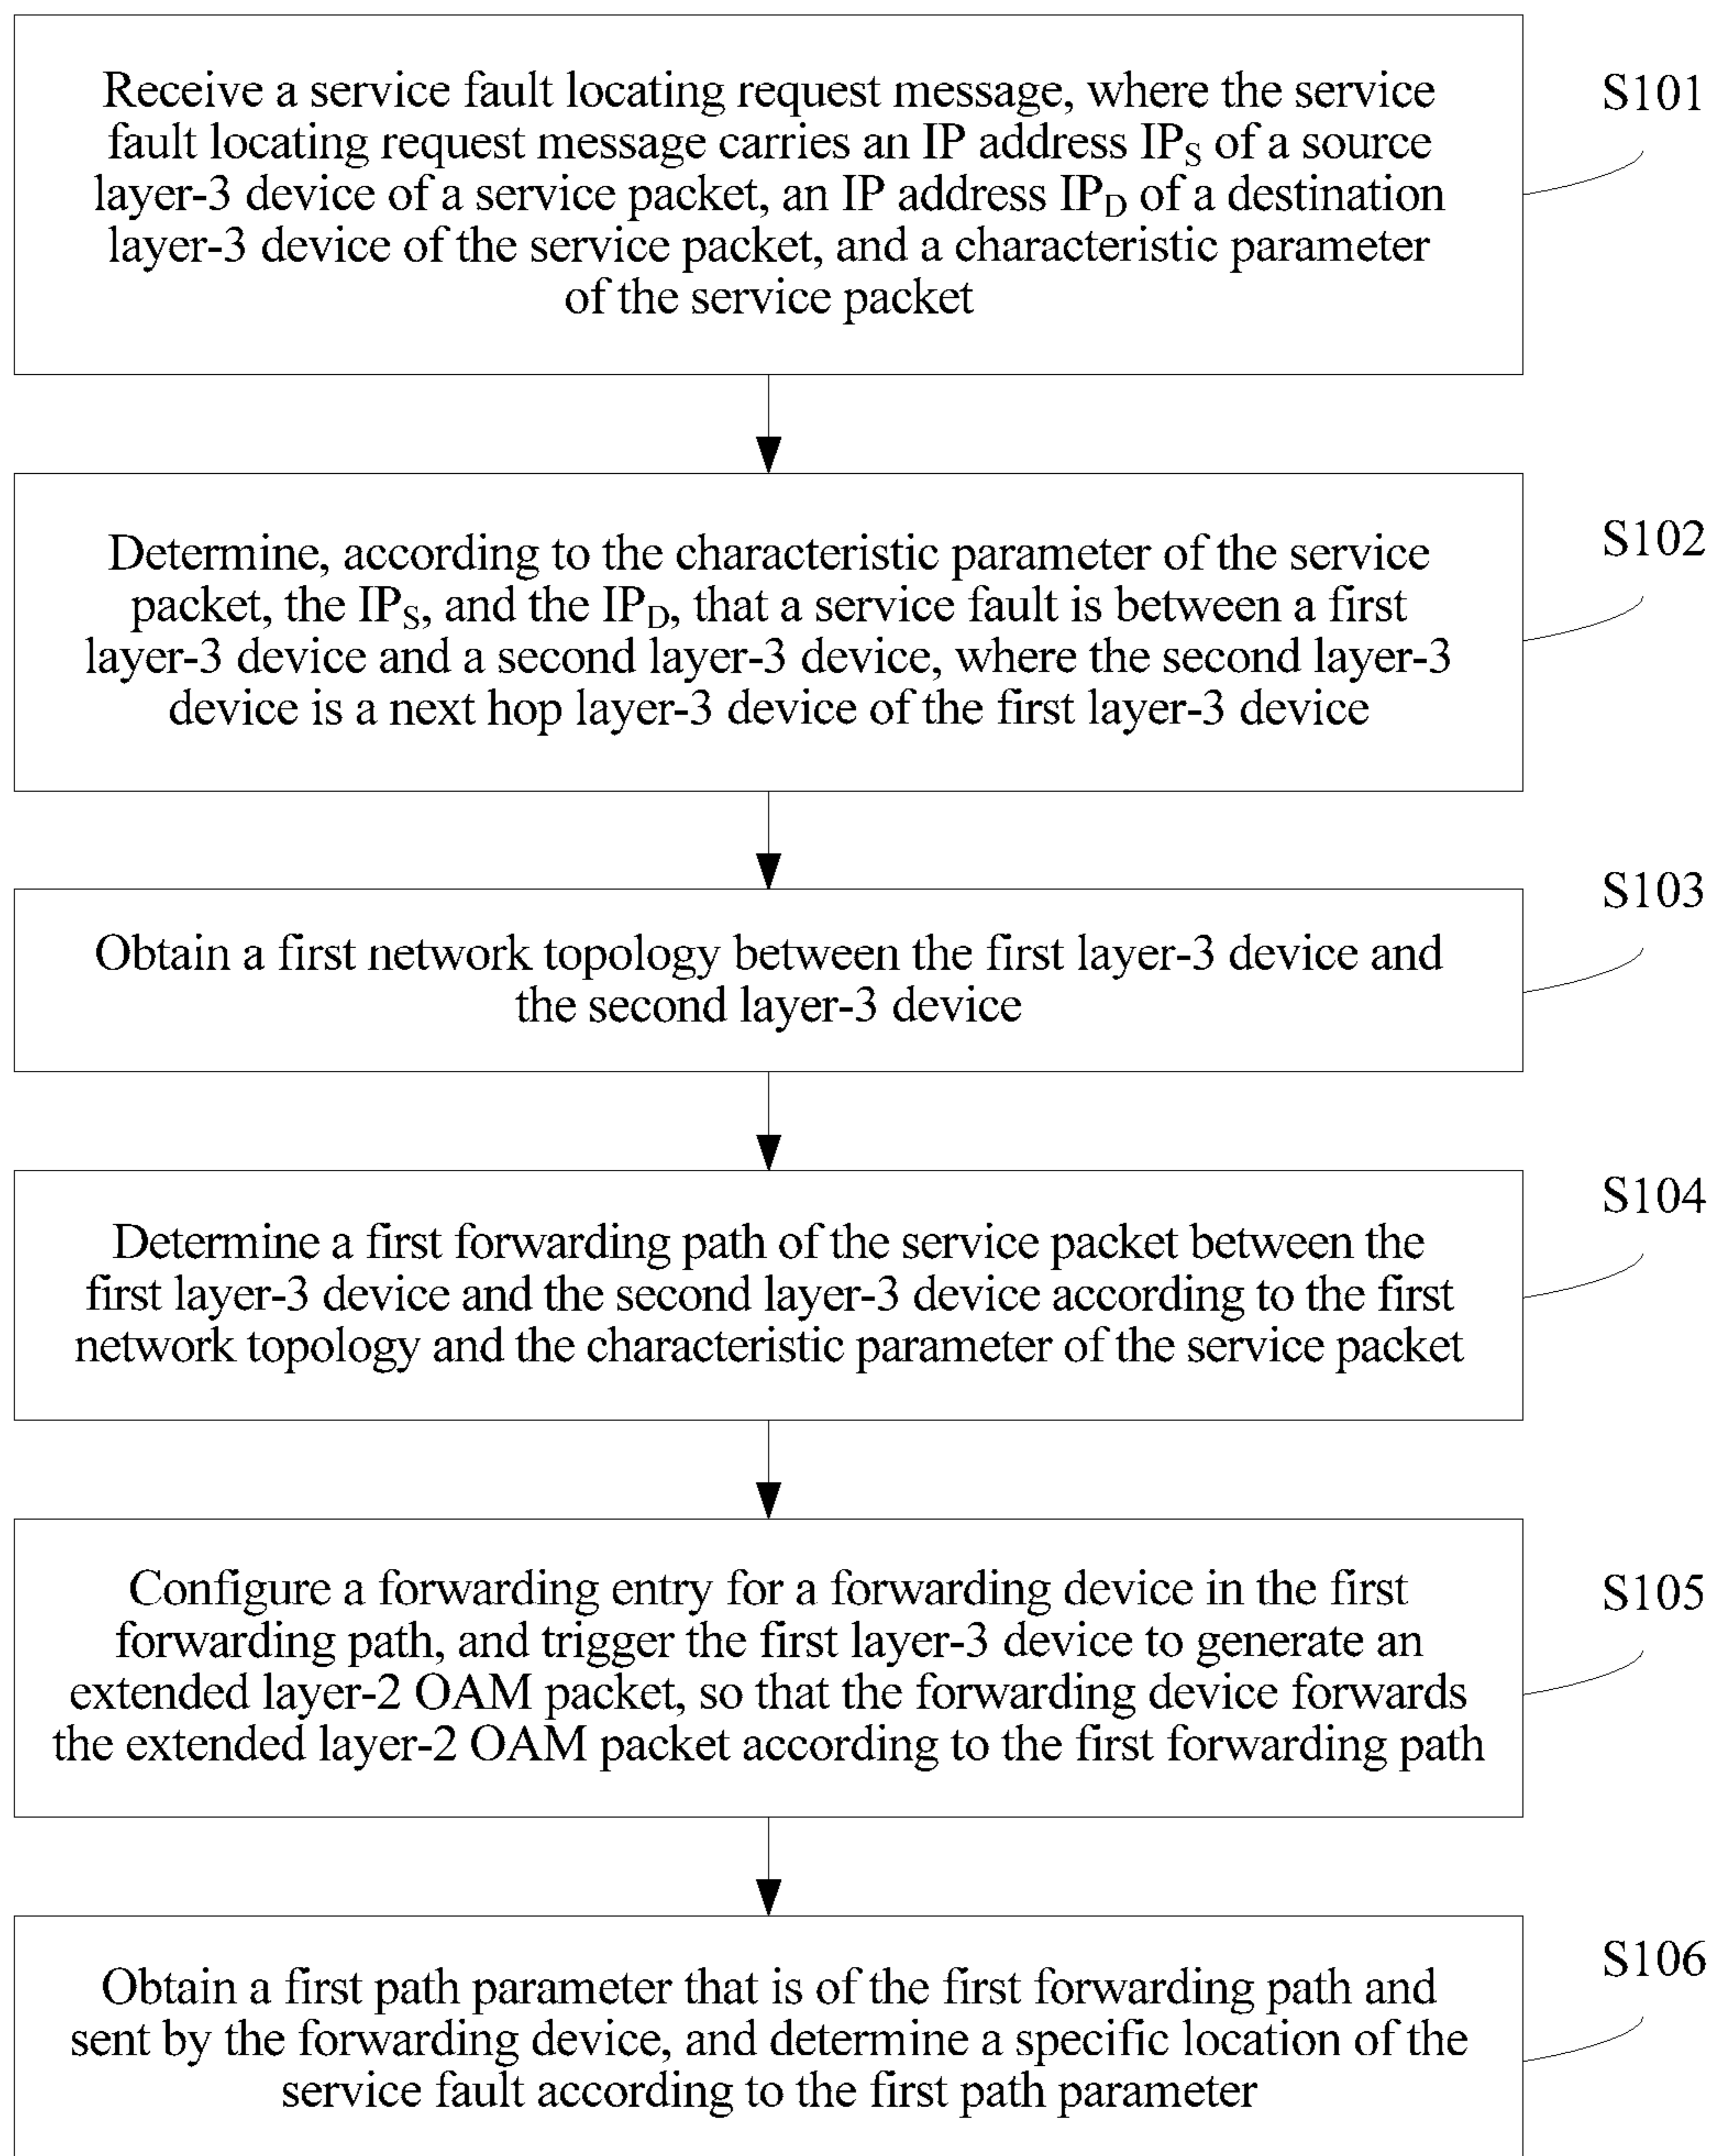 Receive a service fault locating request message, where the service
fault locating request message carries an IP address IPS of a source
layer-3 device of a service packet, an IP address IPD of a destination
layer-3 device of the service packet, and a characteristic parameter
of the service packet
S101
Determine, according to the characteristic parameter of the service
packet, the IPS, and the IPD, that a service fault is between a first
layer-3 device and a second layer-3 device, where the second layer-3
device is a next hop layer-3 device of the first layer-3 device
S102
Obtain a first network topology between the first layer-3 device and
the second layer-3 device
S103
Determine a first forwarding path of the service packet between the
first layer-3 device and the second layer-3 device according to the first
network topology and the characteristic parameter of the service packet
S104
Configure a forwarding entry for a forwarding device in the first
forwarding path, and trigger the first layer-3 device to generate an
extended layer-2 OAM packet, so that the forwarding device forwards
the extended layer-2 OAM packet according to the first forwarding path
S105
Obtain a first path parameter that is of the first forwarding path and
sent by the forwarding device, and determine a specific location of the
service fault according to the first path parameter
S106